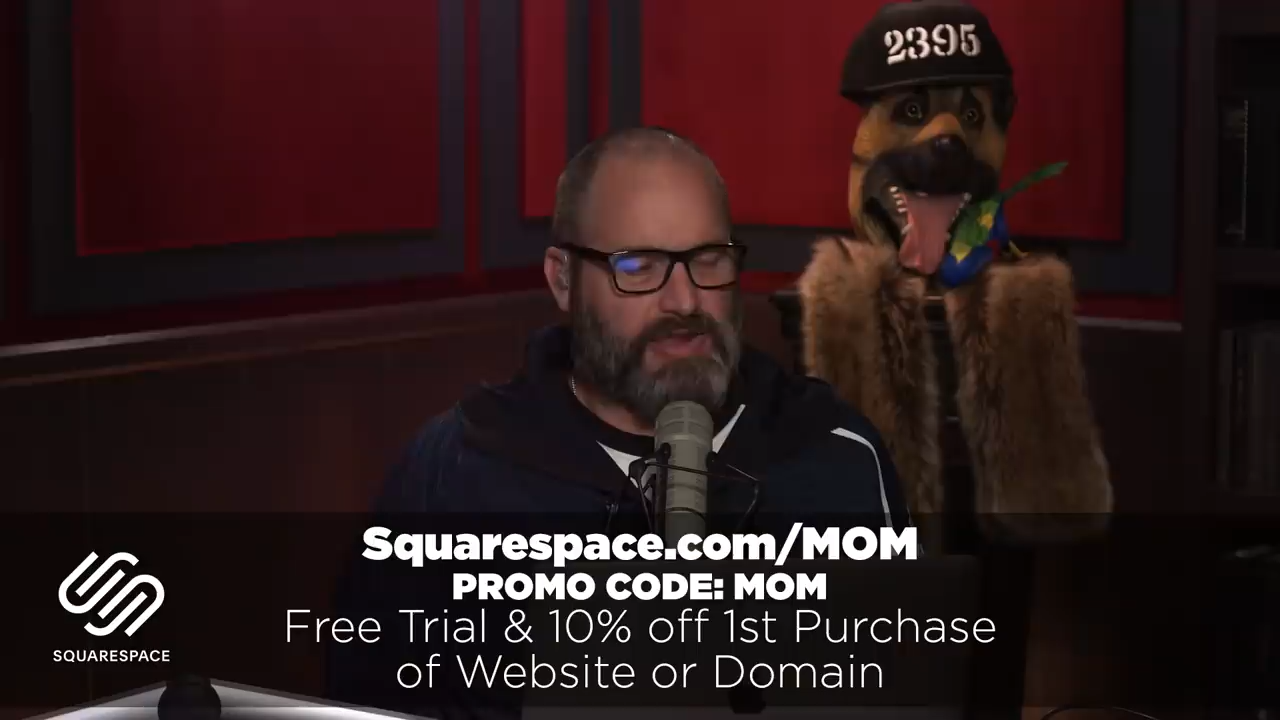 2395
Squarespace.com/MOM
PROMO CODE: MOM
Free Trial & 10% off 1st Purchase
of Website or Domain
SQUARESPACE